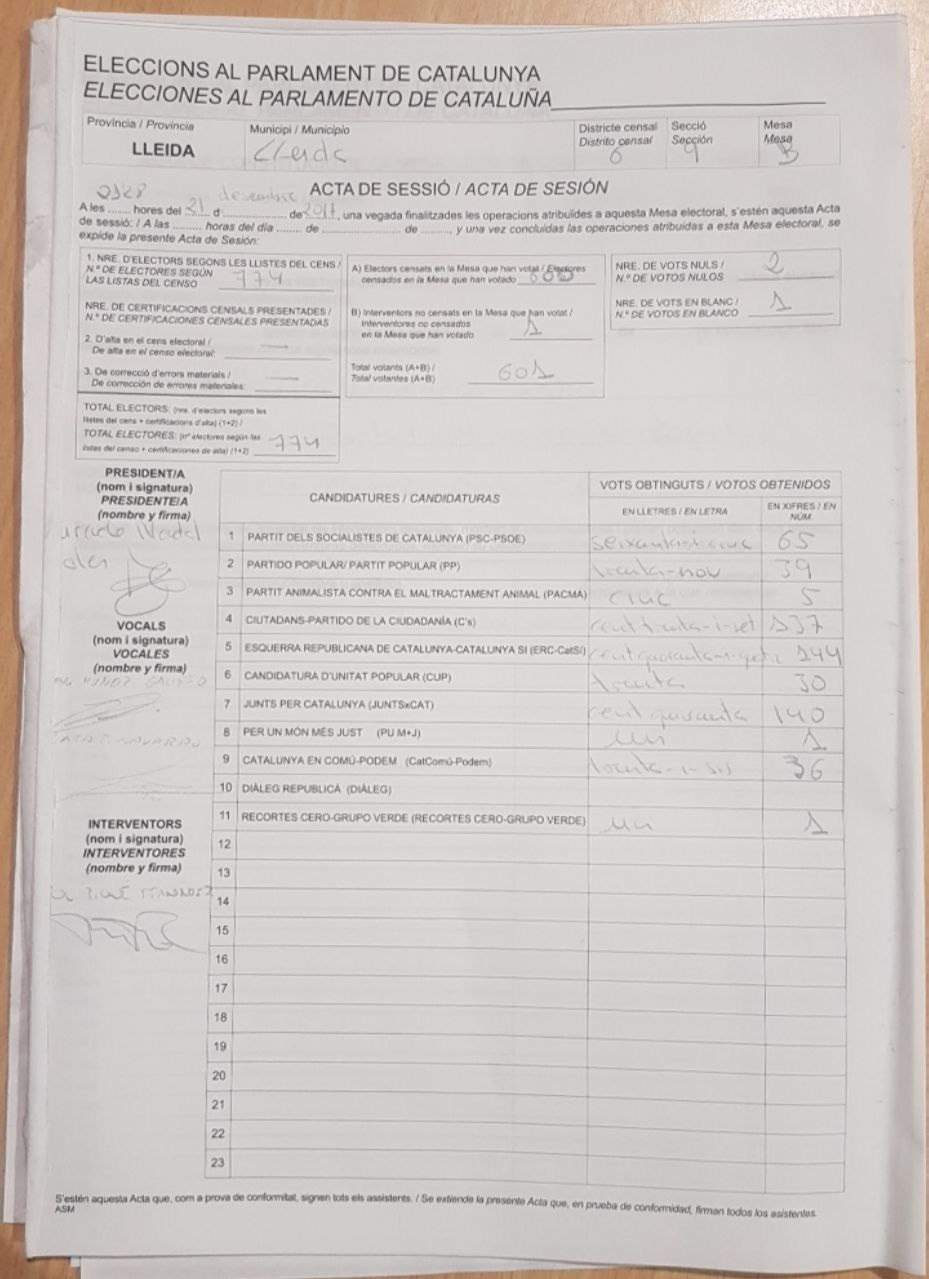 ELECCIONS AL PARLAMENT DE CATALUNYA
ELECCIONES AL PARLAMENTO DE CATALUÑA
Província / Provincia
LLEIDA
Municipi / Municipio
Lleida
Districte censal
Distrito censal
6
Secció
Sección
9
Mesa
Mesa
B
ACTA DE SESSIÓ / ACTA DE SESIÓN
A les ....... hores del 21 d desembre de 2017, una vegada finalitzades les operacions atribuïdes a aquesta Mesa electoral, s'estén aquesta Acta
de sessió: / A las ......... horas del día ....... de ........................ de ........, y una vez concluidas las operaciones atribuidas a esta Mesa electoral, se
expide la presente Acta de Sesión:
1. NRE. D'ELECTORS SEGONS LES LLISTES DEL CENS /
N.º DE ELECTORES SEGÚN
LAS LISTAS DEL CENSO 774
NRE. DE CERTIFICACIONS CENSALS PRESENTADES /
N.º DE CERTIFICACIONES CENSALES PRESENTADAS
2. D'alta en el cens electoral /
De alta en el censo electoral: —
3. De correcció d'errors materials /
De corrección de errores materiales: —
TOTAL ELECTORS: (nre. d'electors segons les
llistes del cens + certificacions d'alta) (1+2) /
TOTAL ELECTORES: (nº electores según las
listas del censo + certificaciones de alta) (1+2) 774
A) Electors censats en la Mesa que han votat / Electores
censados en la Mesa que han votado 600
B) Interventors no censats en la Mesa que han votat /
Interventores no censados
en la Mesa que han votado 1
Total votants (A+B) /
Total votantes (A+B) 601
NRE. DE VOTS NULS /
N.º DE VOTOS NULOS 2
NRE. DE VOTS EN BLANC /
N.º DE VOTOS EN BLANCO 1
PRESIDENT/A
(nom i signatura)
PRESIDENTE/A
(nombre y firma)
VOCALS
(nom i signatura)
VOCALES
(nombre y firma)
INTERVENTORS
(nom i signatura)
INTERVENTORES
(nombre y firma)
CANDIDATURES / CANDIDATURAS
VOTS OBTINGUTS / VOTOS OBTENIDOS
EN LLETRES / EN LETRA
EN XIFRES / EN NÚM.
1 PARTIT DELS SOCIALISTES DE CATALUNYA (PSC-PSOE) seixanta-i-cinc 65
2 PARTIDO POPULAR/ PARTIT POPULAR (PP) trenta-nou 39
3 PARTIT ANIMALISTA CONTRA EL MALTRACTAMENT ANIMAL (PACMA) cinc 5
4 CIUTADANS-PARTIDO DE LA CIUDADANÍA (C's) cent trenta-i-set 137
5 ESQUERRA REPUBLICANA DE CATALUNYA-CATALUNYA SÍ (ERC-CatSí) 144
6 CANDIDATURA D'UNITAT POPULAR (CUP) trenta 30
7 JUNTS PER CATALUNYA (JUNTSxCAT) cent quaranta 140
8 PER UN MÓN MÉS JUST (PU M+J) un 1
9 CATALUNYA EN COMÚ-PODEM (CatComú-Podem) trenta-i-sis 36
10 DIÀLEG REPUBLICÀ (DIÀLEG)
11 RECORTES CERO-GRUPO VERDE (RECORTES CERO-GRUPO VERDE) un 1
12
13
14
15
16
17
18
19
20
21
22
23
S'estén aquesta Acta que, com a prova de conformitat, signen tots els assistents. / Se extiende la presente Acta que, en prueba de conformidad, firman todos los asistentes.
ASM